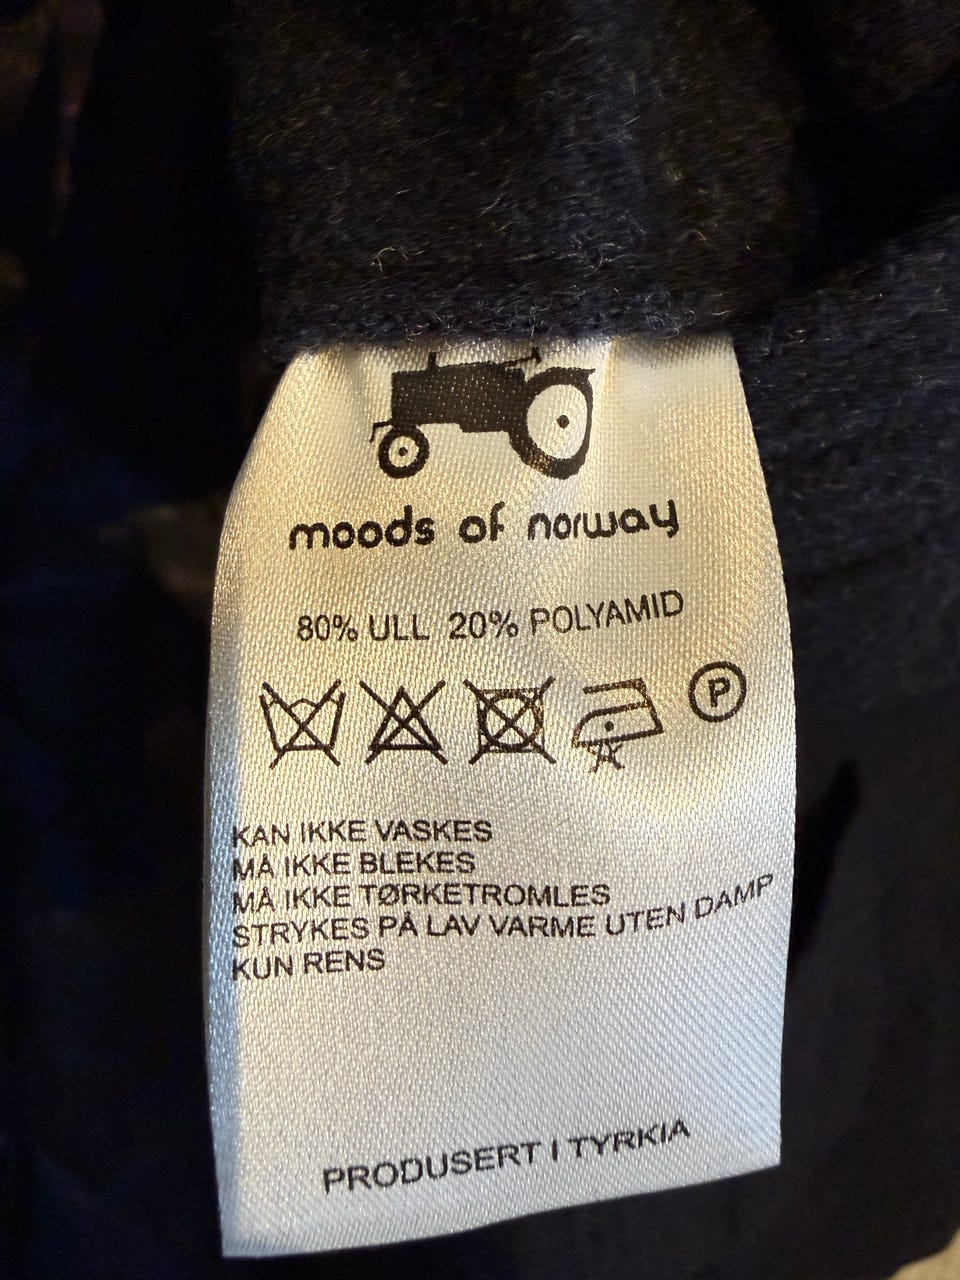 moods of norway
80% ULL 20% POLYAMID
P
KAN IKKE VASKES
MÅ IKKE BLEKES
MÅ IKKE TØRKETROMLES
STRYKES PÅ LAV VARME UTEN DAMP
KUN RENS
PRODUSERT I TYRKIA